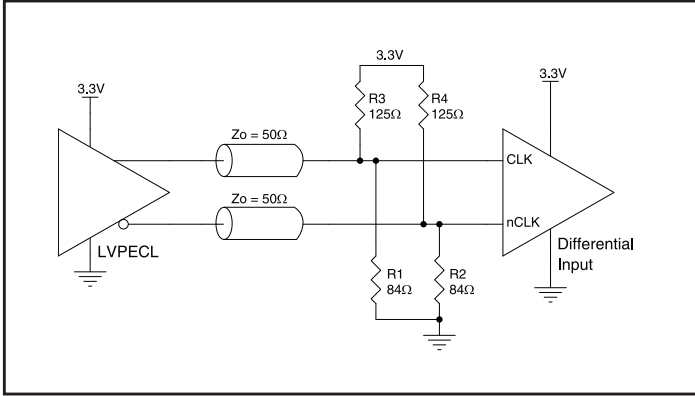 3.3V
3.3V
3.3V
R3
125Ω
R4
125Ω
Zo = 50Ω
CLK
Zo = 50Ω
nCLK
LVPECL
Differential
Input
R1
84Ω
R2
84Ω